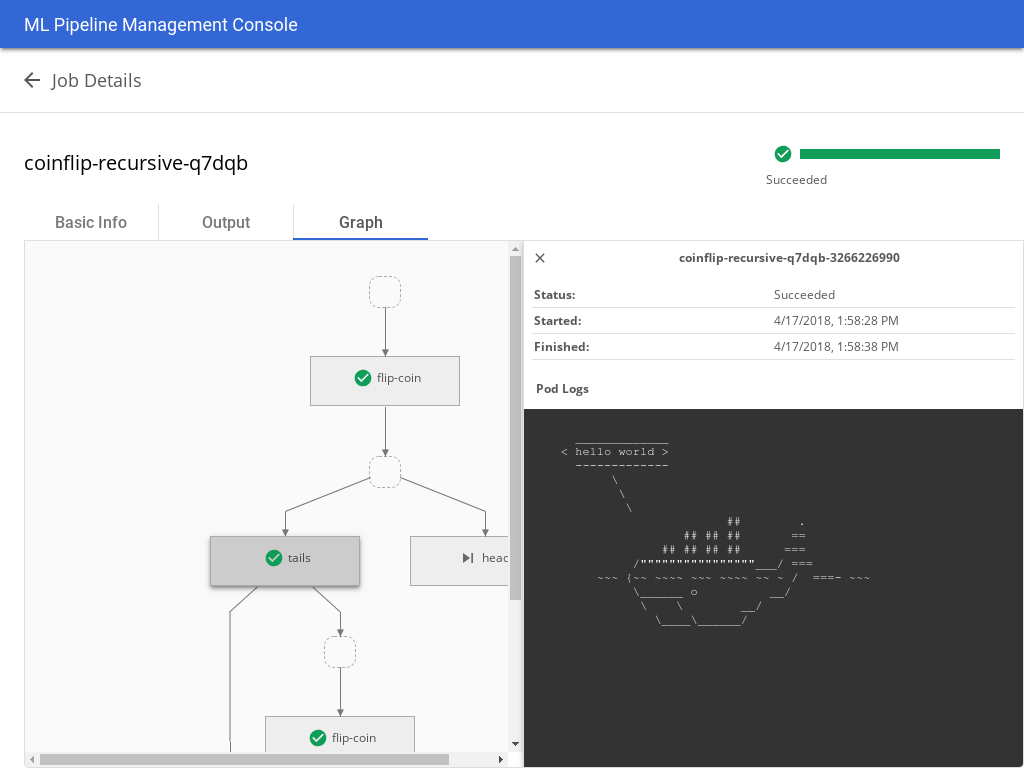 ML Pipeline Management Console
Job Details
coinflip-recursive-q7dqb
Succeeded
Basic Info
Output
Graph
flip-coin
tails
flip-coin
coinflip-recursive-q7dqb-3266226990
Status: Succeeded
Started: 4/17/2018, 1:58:28 PM
Finished: 4/17/2018, 1:58:38 PM
Pod Logs
_____________
< hello world >
-------------
\
\
\
## .
## ## ## ==
## ## ## ## ===
/""""""""""""""""___/ ===
~~~ {~~ ~~~~ ~~~ ~~~~ ~~ ~ / ===- ~~~
\______ o __/
\ \ __/
\____\______/